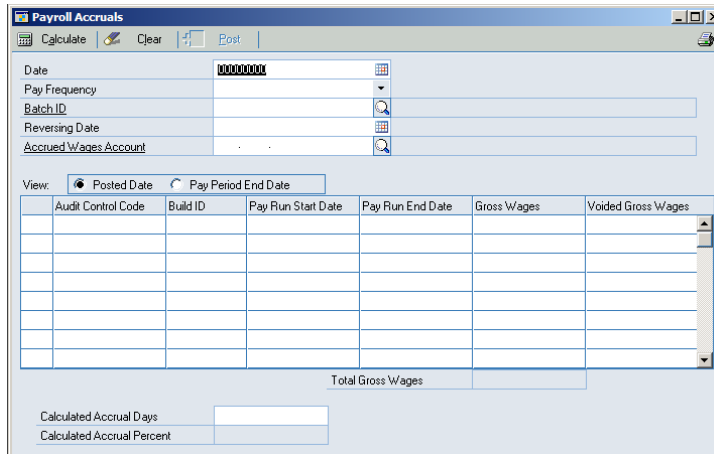 Payroll Accruals
Calculate Clear Post
Date 00000000
Pay Frequency
Batch ID
Reversing Date
Accrued Wages Account
View: Posted Date Pay Period End Date
Audit Control Code Build ID Pay Run Start Date Pay Run End Date Gross Wages Voided Gross Wages
Total Gross Wages
Calculated Accrual Days
Calculated Accrual Percent